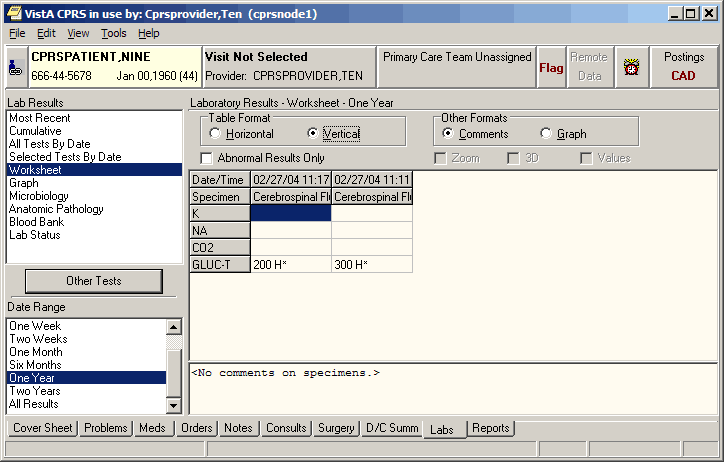 VistA CPRS in use by: Cprsprovider,Ten (cprsnode1)
File Edit View Tools Help
CPRSPATIENT,NINE
666-44-5678 Jan 00,1960 (44)
Visit Not Selected
Provider: CPRSPROVIDER,TEN
Primary Care Team Unassigned
Flag
Remote
Data
Postings
CAD
Lab Results
Most Recent
Cumulative
All Tests By Date
Selected Tests By Date
Worksheet
Graph
Microbiology
Anatomic Pathology
Blood Bank
Lab Status
Other Tests
Date Range
One Week
Two Weeks
One Month
Six Months
One Year
Two Years
All Results
Laboratory Results - Worksheet - One Year
Table Format
Horizontal Vertical
Other Formats
Comments Graph
Abnormal Results Only
Zoom 3D Values
Date/Time 02/27/04 11:17 02/27/04 11:11
Specimen Cerebrospinal Flu Cerebrospinal Flu
K
NA
CO2
GLUC-T 200 H* 300 H*
<No comments on specimens.>
Cover Sheet Problems Meds Orders Notes Consults Surgery D/C Summ Labs Reports